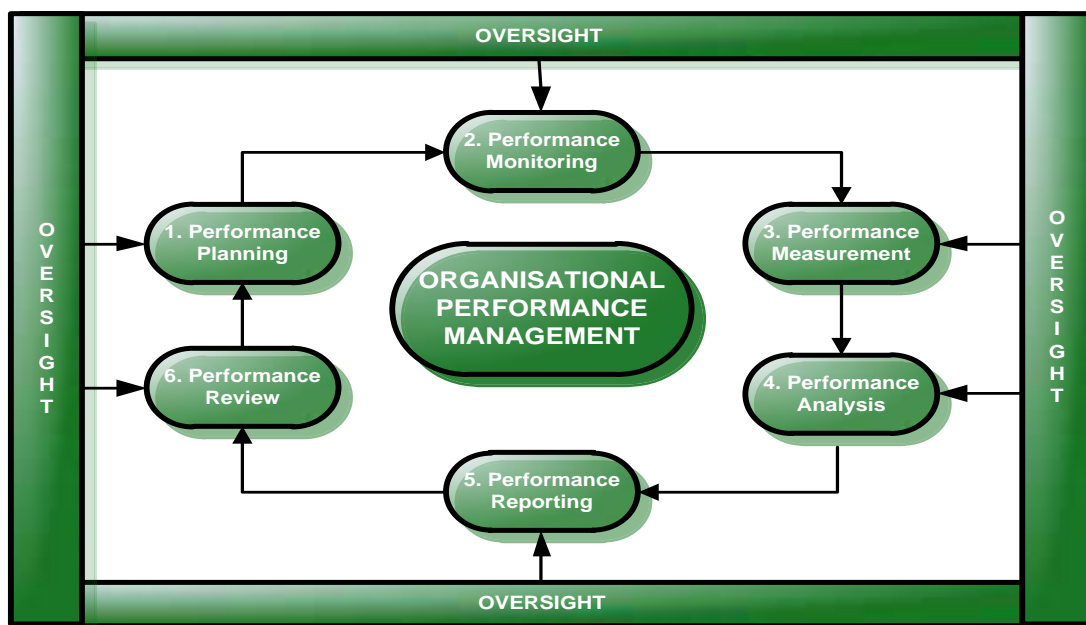 OVERSIGHT
2. Performance
Monitoring
1. Performance
Planning
3. Performance
Measurement
ORGANISATIONAL
PERFORMANCE
MANAGEMENT
6. Performance
Review
4. Performance
Analysis
5. Performance
Reporting
OVERSIGHT
O
V
E
R
S
I
G
H
T
O
V
E
R
S
I
G
H
T